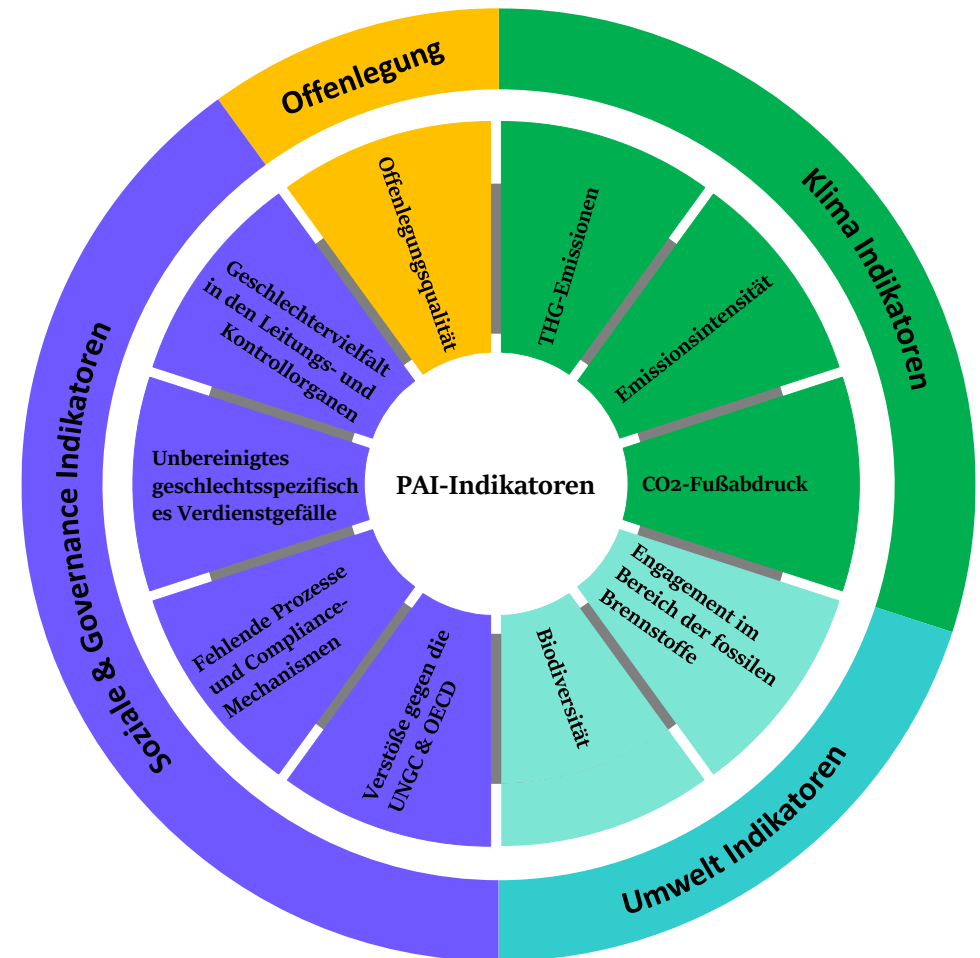 PAI-Indikatoren
Klima Indikatoren
THG-Emissionen
Emissionsintensität
CO2-Fußabdruck
Umwelt Indikatoren
Engagement im
Bereich der fossilen
Brennstoffe
Biodiversität
Soziale & Governance Indikatoren
Verstöße gegen die
UNGC & OECD
Fehlende Prozesse
und Compliance-
Mechanismen
Unbereinigtes
geschlechtsspezifisch
es Verdienstgefälle
Geschlechtervielfalt
in den Leitungs- und
Kontrollorganen
Offenlegung
Offenlegungsqualität